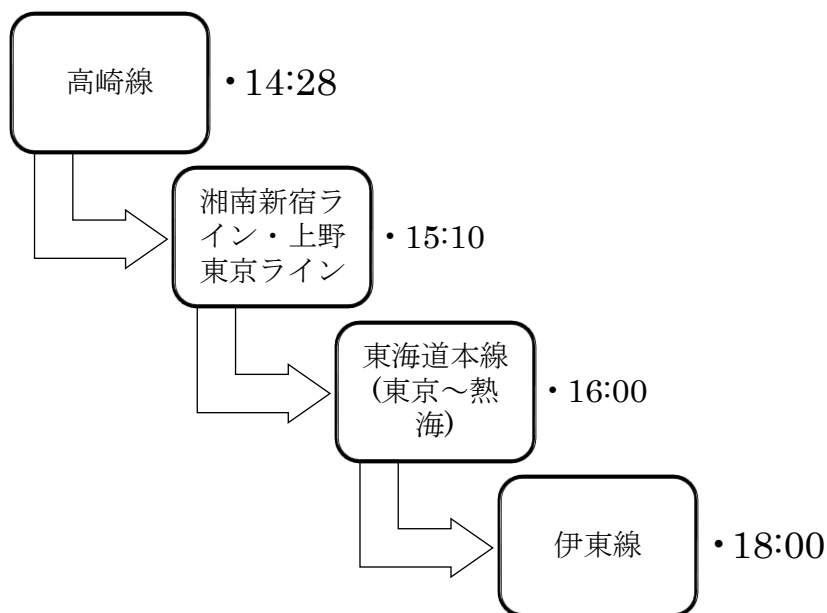 高崎線
・14:28
湘南新宿ラ
イン・上野
東京ライン
・15:10
東海道本線
(東京～熱
海)
・16:00
伊東線
・18:00